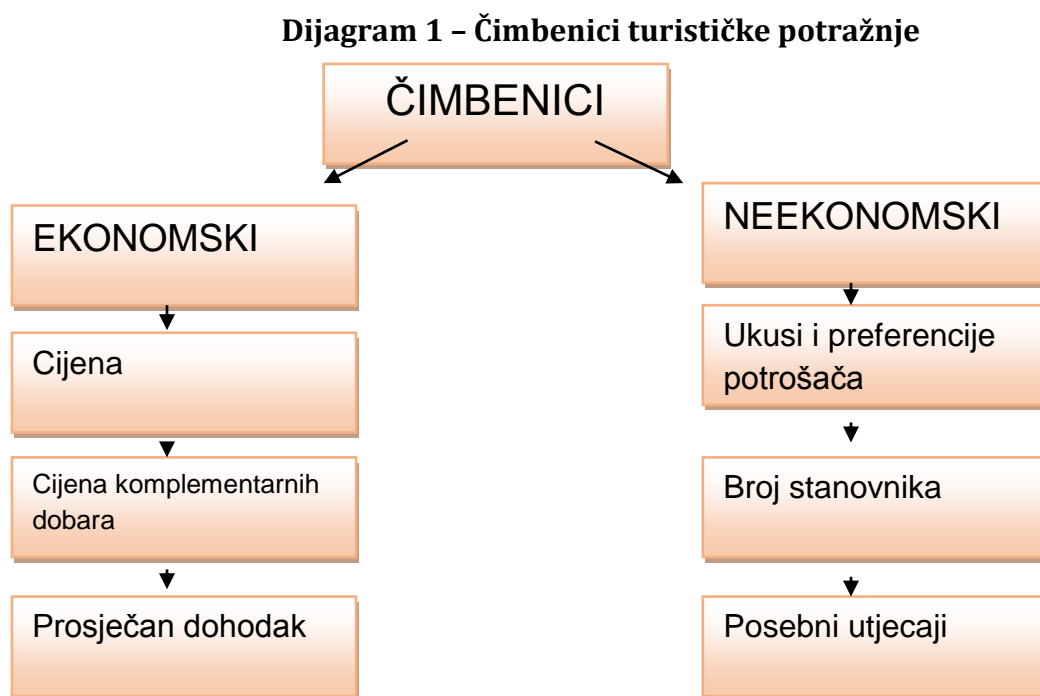 Dijagram 1 – Čimbenici turističke potražnje
ČIMBENICI
EKONOMSKI
Cijena
Cijena komplementarnih
dobara
Prosječan dohodak
NEEKONOMSKI
Ukusi i preferencije
potrošača
Broj stanovnika
Posebni utjecaji